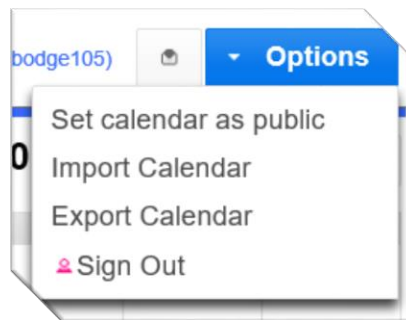 bodge105)
Options
0
Set calendar as public
Import Calendar
Export Calendar
Sign Out